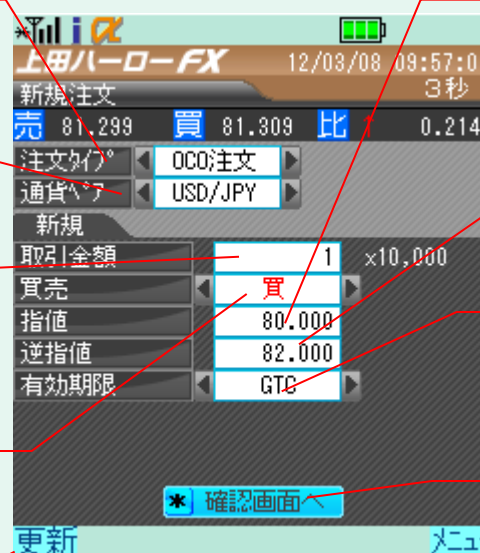 上田ハーローFX 12/03/08 09:57:0
新規注文 3秒
売 81.299 買 81.309 比 ↑ 0.214
注文ﾀｲﾌﾟ OCO注文
通貨ﾍﾟｱ USD/JPY
新規
取引金額 1 x10,000
買売 買
指値 80.000
逆指値 82.000
有効期限 GTC
* 確認画面へ
更新 ﾒﾆｭ